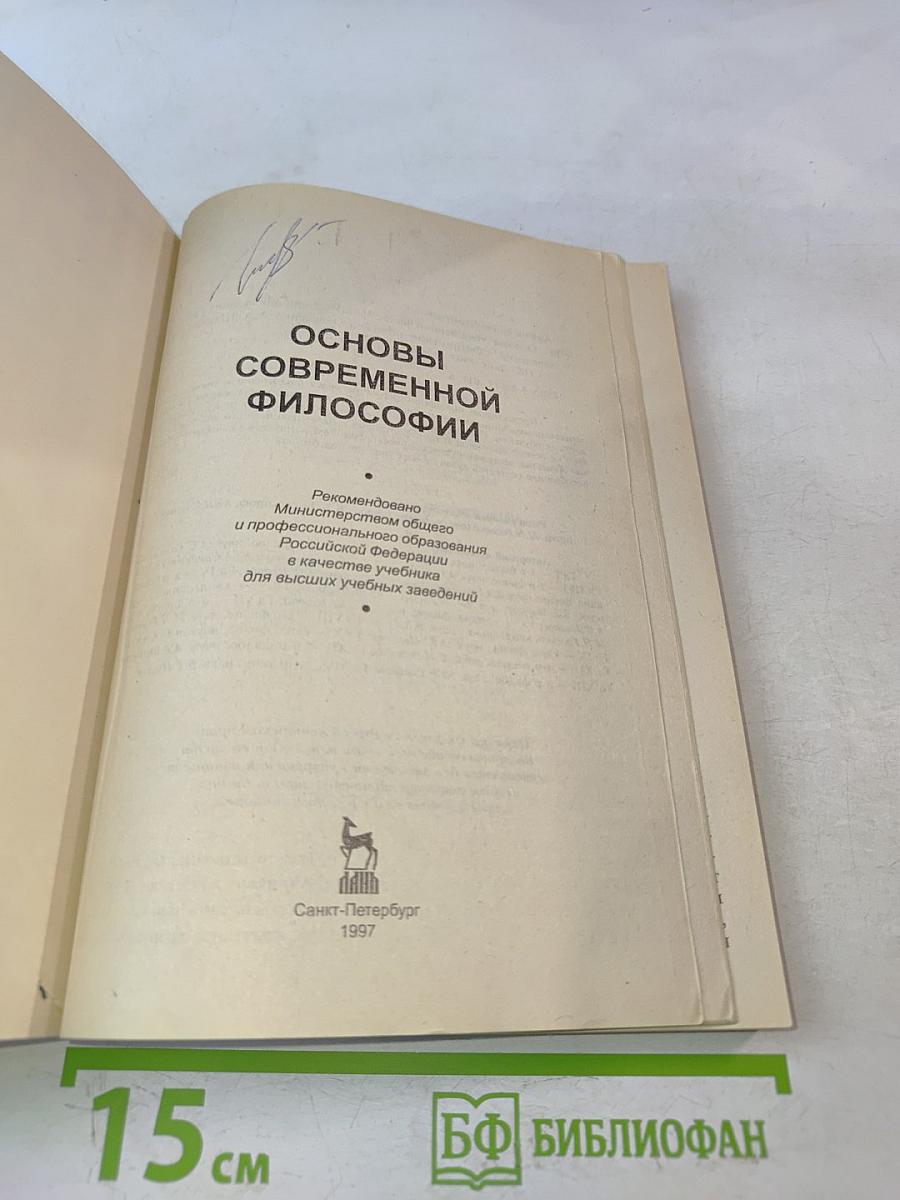 ОСНОВЫ
СОВРЕМЕННОЙ
ФИЛОСОФИИ
Рекомендовано
Министерством общего
и профессионального образования
Российской Федерации
в качестве учебника
для высших учебных заведений
ЛАНЬ
Санкт-Петербург
1997
15 см
БФ БИБЛИОФАН